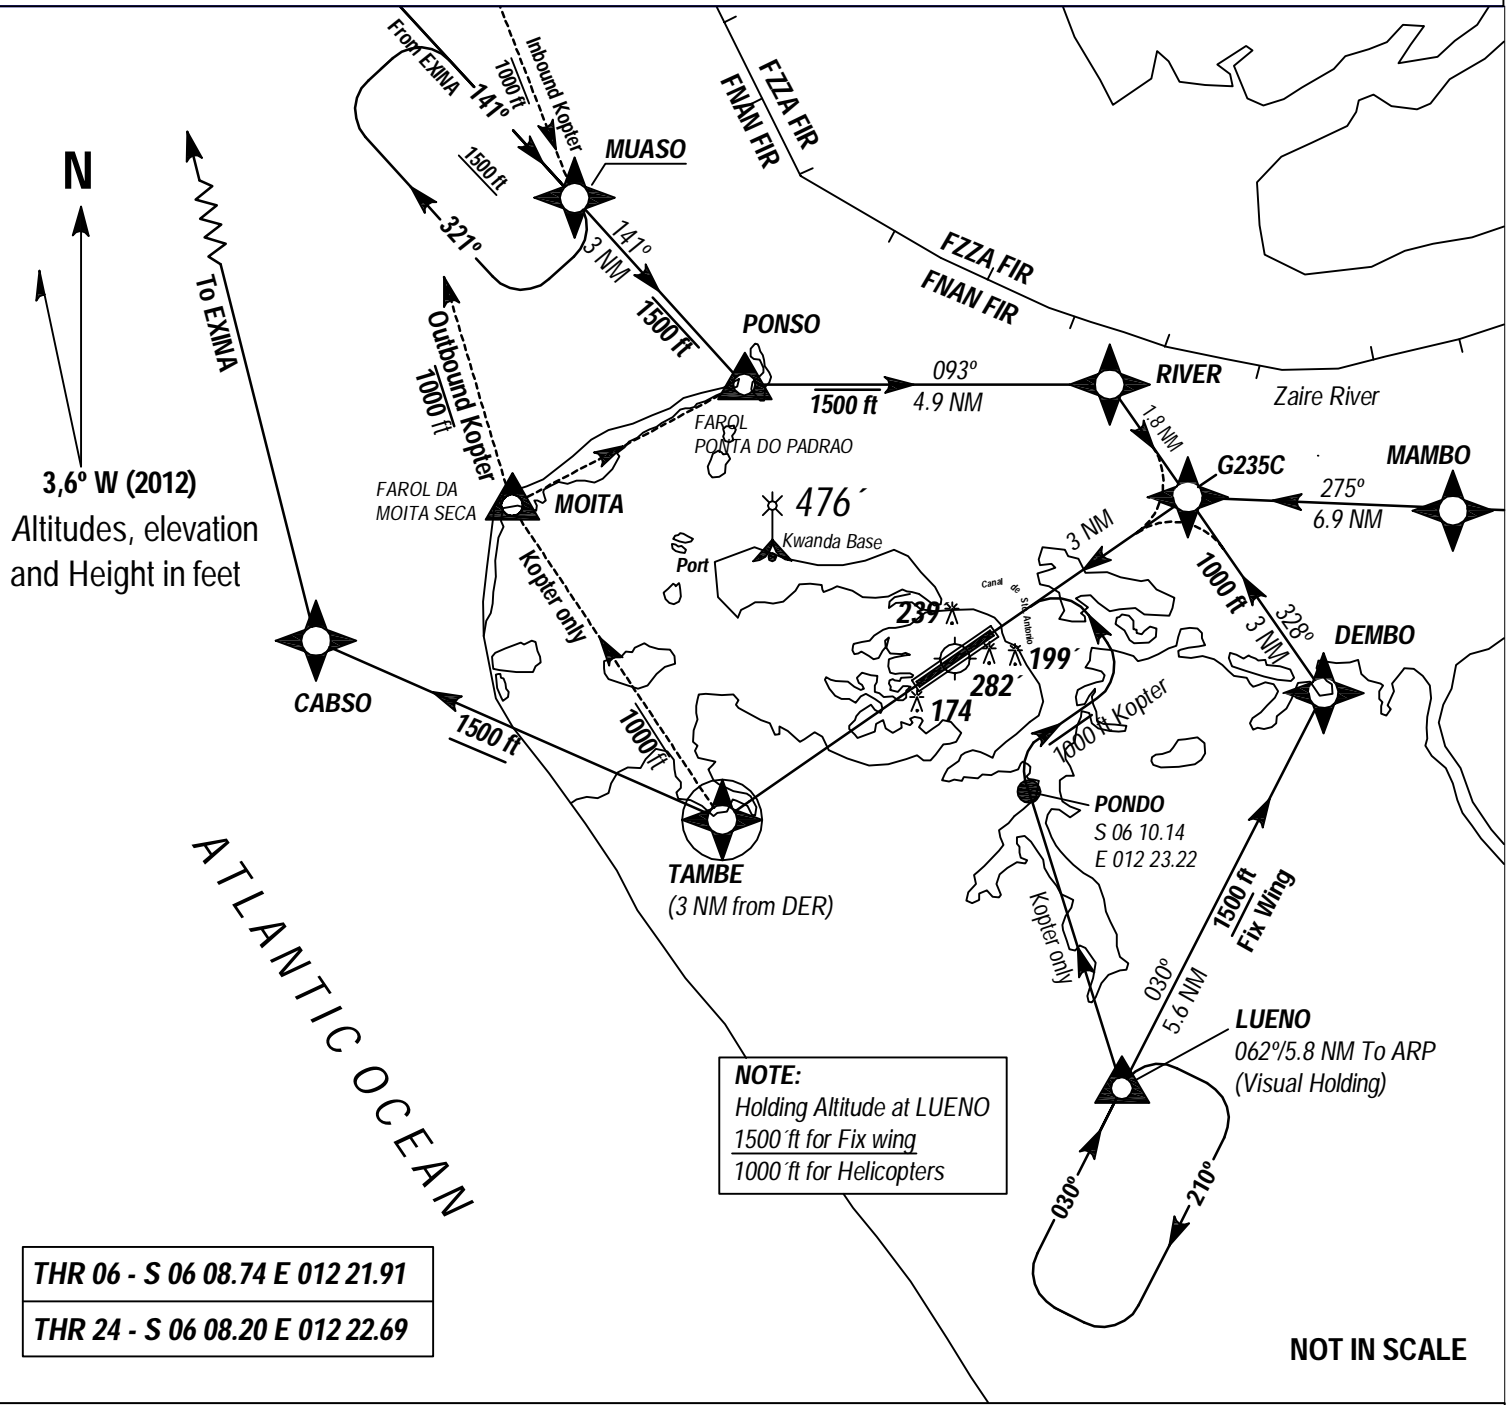 From EXINA
141º
Inbound Kopter
1000 ft
1500 ft
MUASO
321º
141º
3 NM
1500 ft
FZZA FIR
FNAN FIR
FZZA FIR
FNAN FIR
N
3,6º W (2012)
Altitudes, elevation
and Height in feet
To EXINA
Outbound Kopter
1000 ft
PONSO
FAROL
PONTA DO PADRAO
093º
4.9 NM
1500 ft
RIVER
Zaire River
1.8 NM
G235C
MAMBO
275º
6.9 NM
FAROL DA
MOITA SECA
MOITA
476´
Kwanda Base
Port
3 NM
Kopter only
Canal de Sto Antonio
239´
199´
282´
174
1000 ft
328º
3 NM
DEMBO
CABSO
1500 ft
1000 ft
1000 ft Kopter
PONDO
S 06 10.14
E 012 23.22
TAMBE
(3 NM from DER)
Kopter only
1500 ft
Fix Wing
030º
5.6 NM
LUENO
062º/5.8 NM To ARP
(Visual Holding)
ATLANTIC OCEAN
NOTE:
Holding Altitude at LUENO
1500´ft for Fix wing
1000´ft for Helicopters
030º
210º
THR 06 - S 06 08.74 E 012 21.91
THR 24 - S 06 08.20 E 012 22.69
NOT IN SCALE